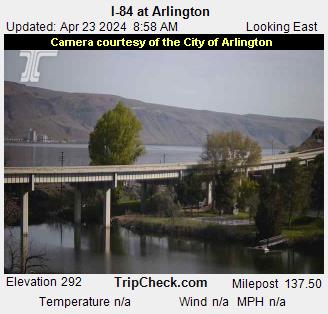 I-84 at Arlington
Updated: Apr 23 2024 8:58 AM Looking East
Camera courtesy of the City of Arlington
Elevation 292 TripCheck.com Milepost 137.50
Temperature n/a Wind n/a MPH n/a